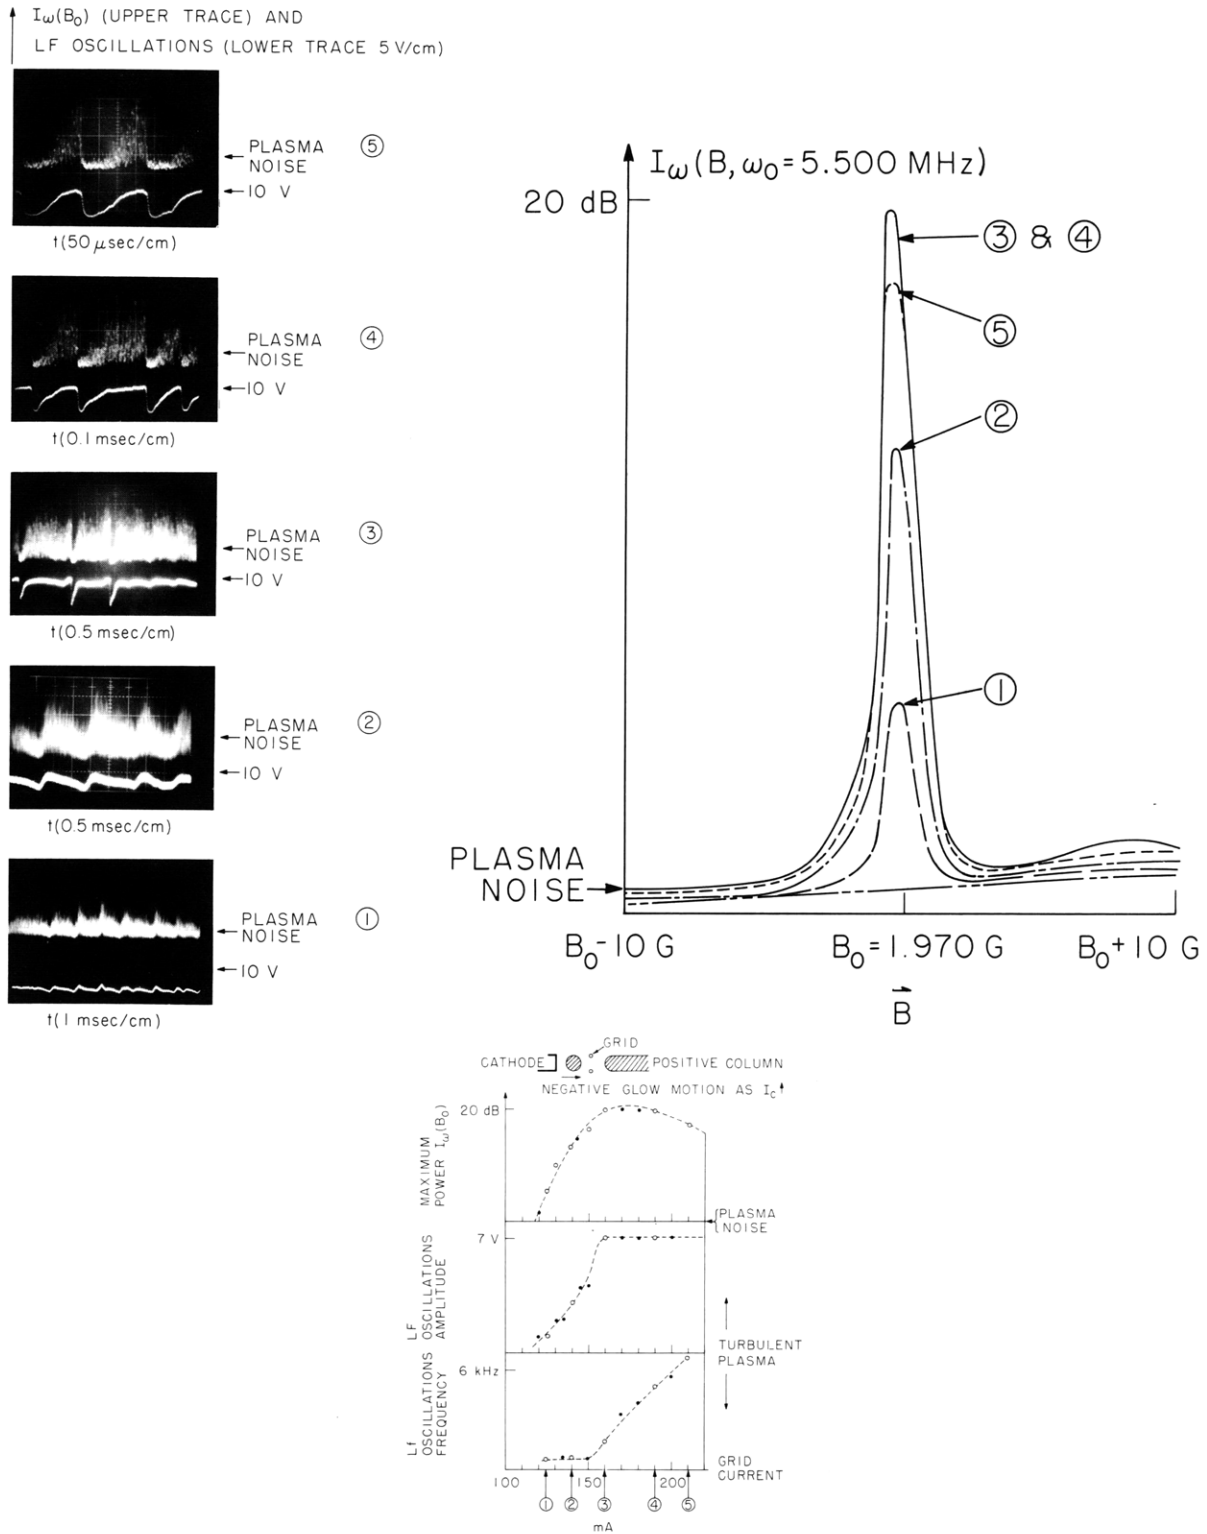 Iω(B₀) (UPPER TRACE) AND
LF OSCILLATIONS (LOWER TRACE 5 V/cm)
PLASMA NOISE ⑤
10 V
t(50 μsec/cm)
PLASMA NOISE ④
10 V
t(0.1 msec/cm)
PLASMA NOISE ③
10 V
t(0.5 msec/cm)
PLASMA NOISE ②
10 V
t(0.5 msec/cm)
PLASMA NOISE ①
10 V
t(1 msec/cm)
Iω(B, ω₀=5.500 MHz)
20 dB
③ & ④
⑤
②
①
PLASMA
NOISE
B₀-10 G
B₀=1.970 G
B₀+10 G
B
GRID
CATHODE
POSITIVE COLUMN
NEGATIVE GLOW MOTION AS Ic↑
MAXIMUM
POWER Iω(B₀)
20 dB
PLASMA
NOISE
LF
OSCILLATIONS
AMPLITUDE
7 V
TURBULENT
PLASMA
Lf
OSCILLATIONS
FREQUENCY
6 kHz
GRID
CURRENT
100 150 200
① ② ③ ④ ⑤
mA